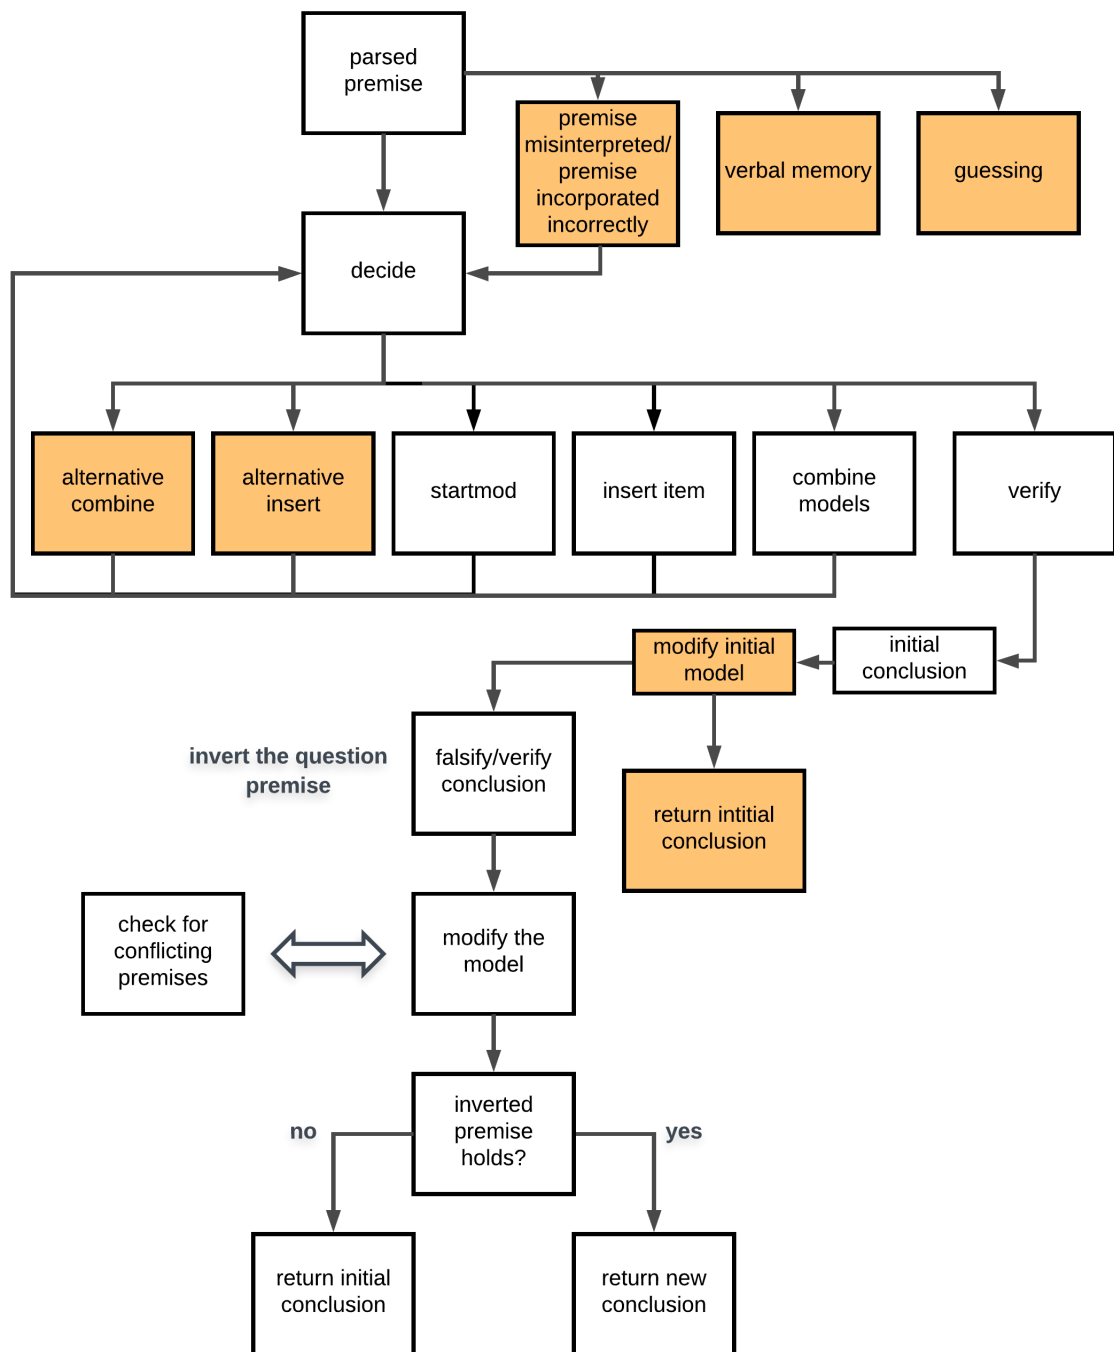 parsed
premise
premise
misinterpreted/
premise
incorporated
incorrectly
verbal memory
guessing
decide
alternative
combine
alternative
insert
startmod
insert item
combine
models
verify
modify initial
model
initial
conclusion
invert the question
premise
falsify/verify
conclusion
return intitial
conclusion
check for
conflicting
premises
modify the
model
no
inverted
premise
holds?
yes
return initial
conclusion
return new
conclusion